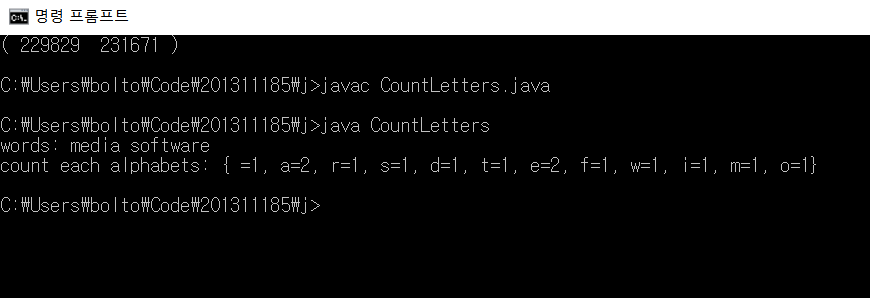 명령 프롬프트
( 229829  231671 )
C:₩Users₩bolto₩Code₩201311185₩j>javac CountLetters.java
C:₩Users₩bolto₩Code₩201311185₩j>java CountLetters
words: media software
count each alphabets: { =1, a=2, r=1, s=1, d=1, t=1, e=2, f=1, w=1, i=1, m=1, o=1}
C:₩Users₩bolto₩Code₩201311185₩j>